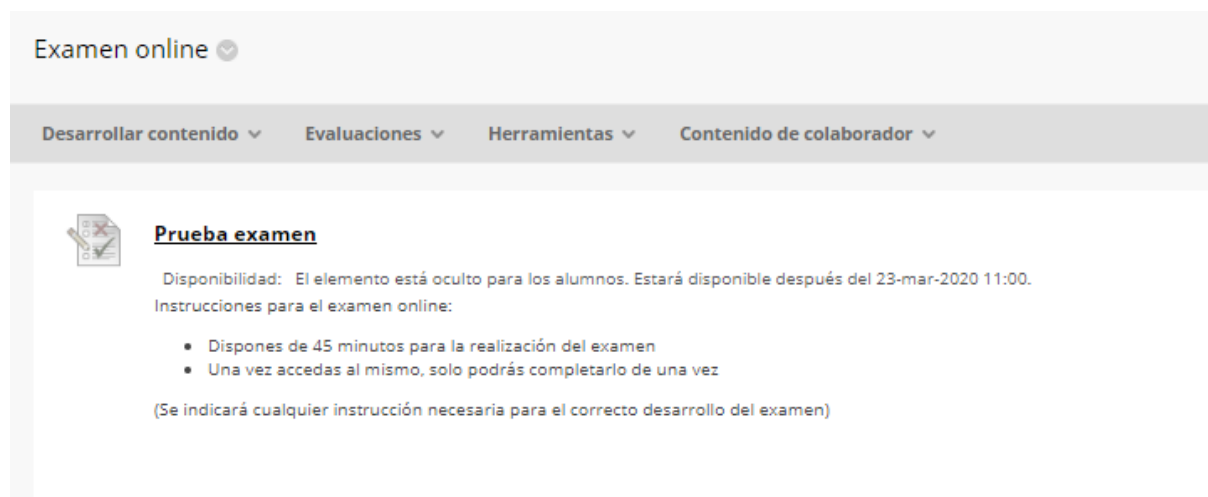 Examen online
Desarrollar contenido Evaluaciones Herramientas Contenido de colaborador
Prueba examen
Disponibilidad: El elemento está oculto para los alumnos. Estará disponible después del 23-mar-2020 11:00.
Instrucciones para el examen online:
• Dispones de 45 minutos para la realización del examen
• Una vez accedas al mismo, solo podrás completarlo de una vez
(Se indicará cualquier instrucción necesaria para el correcto desarrollo del examen)